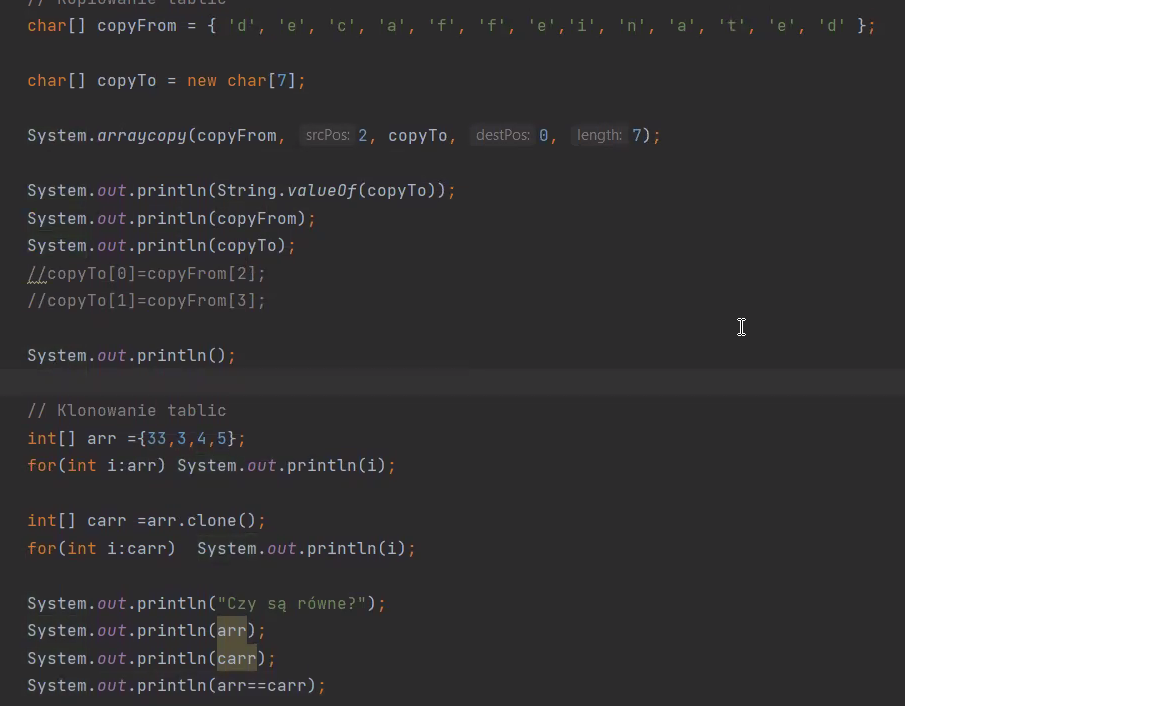 // Kopiowanie tablic
char[] copyFrom = { 'd', 'e', 'c', 'a', 'f', 'f', 'e','i', 'n', 'a', 't', 'e', 'd' };
char[] copyTo = new char[7];
System.arraycopy(copyFrom, srcPos: 2, copyTo, destPos: 0, length: 7);
System.out.println(String.valueOf(copyTo));
System.out.println(copyFrom);
System.out.println(copyTo);
//copyTo[0]=copyFrom[2];
//copyTo[1]=copyFrom[3];
System.out.println();
// Klonowanie tablic
int[] arr ={33,3,4,5};
for(int i:arr) System.out.println(i);
int[] carr =arr.clone();
for(int i:carr)  System.out.println(i);
System.out.println("Czy są równe?");
System.out.println(arr);
System.out.println(carr);
System.out.println(arr==carr);